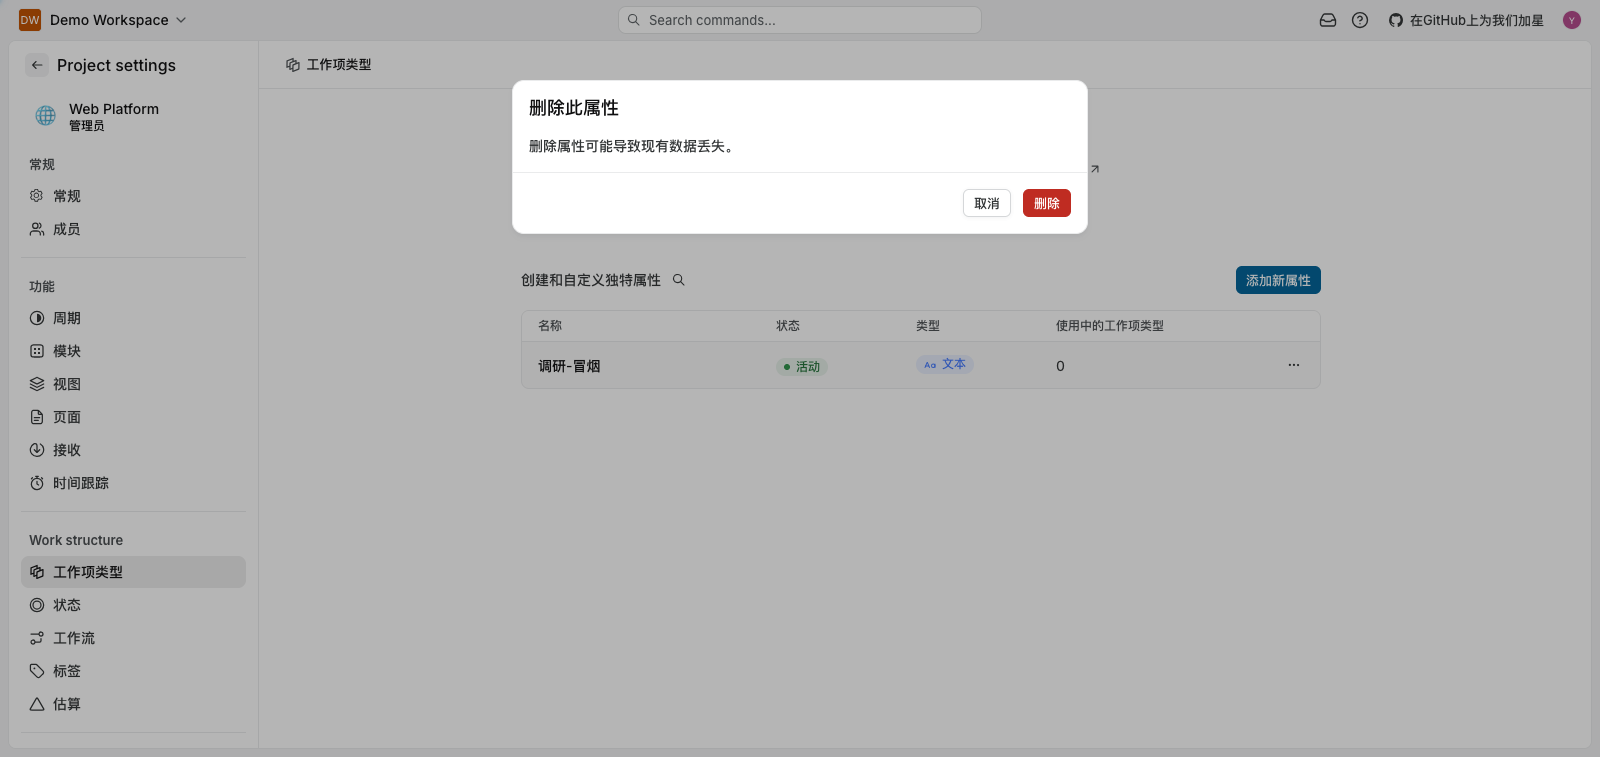 DW Demo Workspace
Search commands...
在GitHub上为我们加星
Y
Project settings
Web Platform
管理员
常规
常规
成员
功能
周期
模块
视图
页面
接收
时间跟踪
Work structure
工作项类型
状态
工作流
标签
估算
工作项类型
删除此属性
删除属性可能导致现有数据丢失。
取消
删除
创建和自定义独特属性
添加新属性
名称 状态 类型 使用中的工作项类型
调研-冒烟 活动 Aa 文本 0